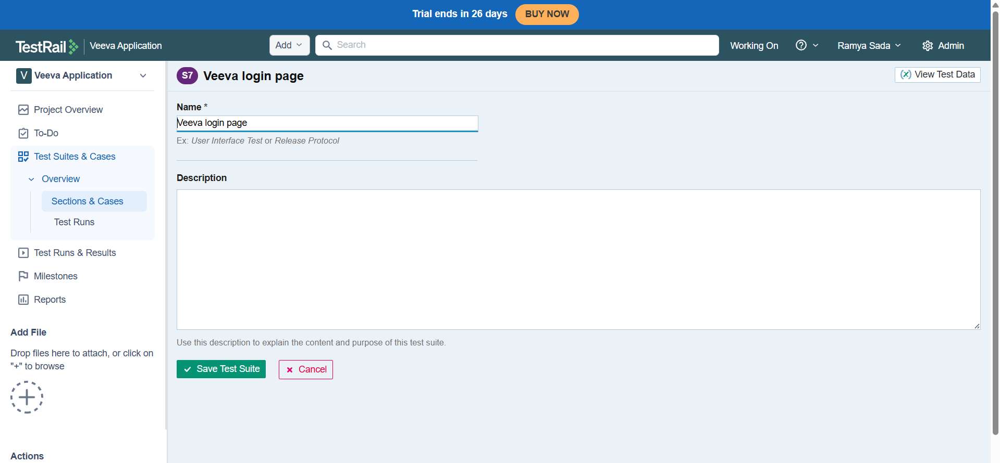 Trial ends in 26 days BUY NOW
TestRail Veeva Application Add Search Working On Ramya Sada Admin
V Veeva Application
Project Overview
To-Do
Test Suites & Cases
Overview
Sections & Cases
Test Runs
Test Runs & Results
Milestones
Reports
Add File
Drop files here to attach, or click on
"+" to browse
Actions
S7 Veeva login page
View Test Data
Name *
Veeva login page
Ex: User Interface Test or Release Protocol
Description
Use this description to explain the content and purpose of this test suite.
Save Test Suite Cancel